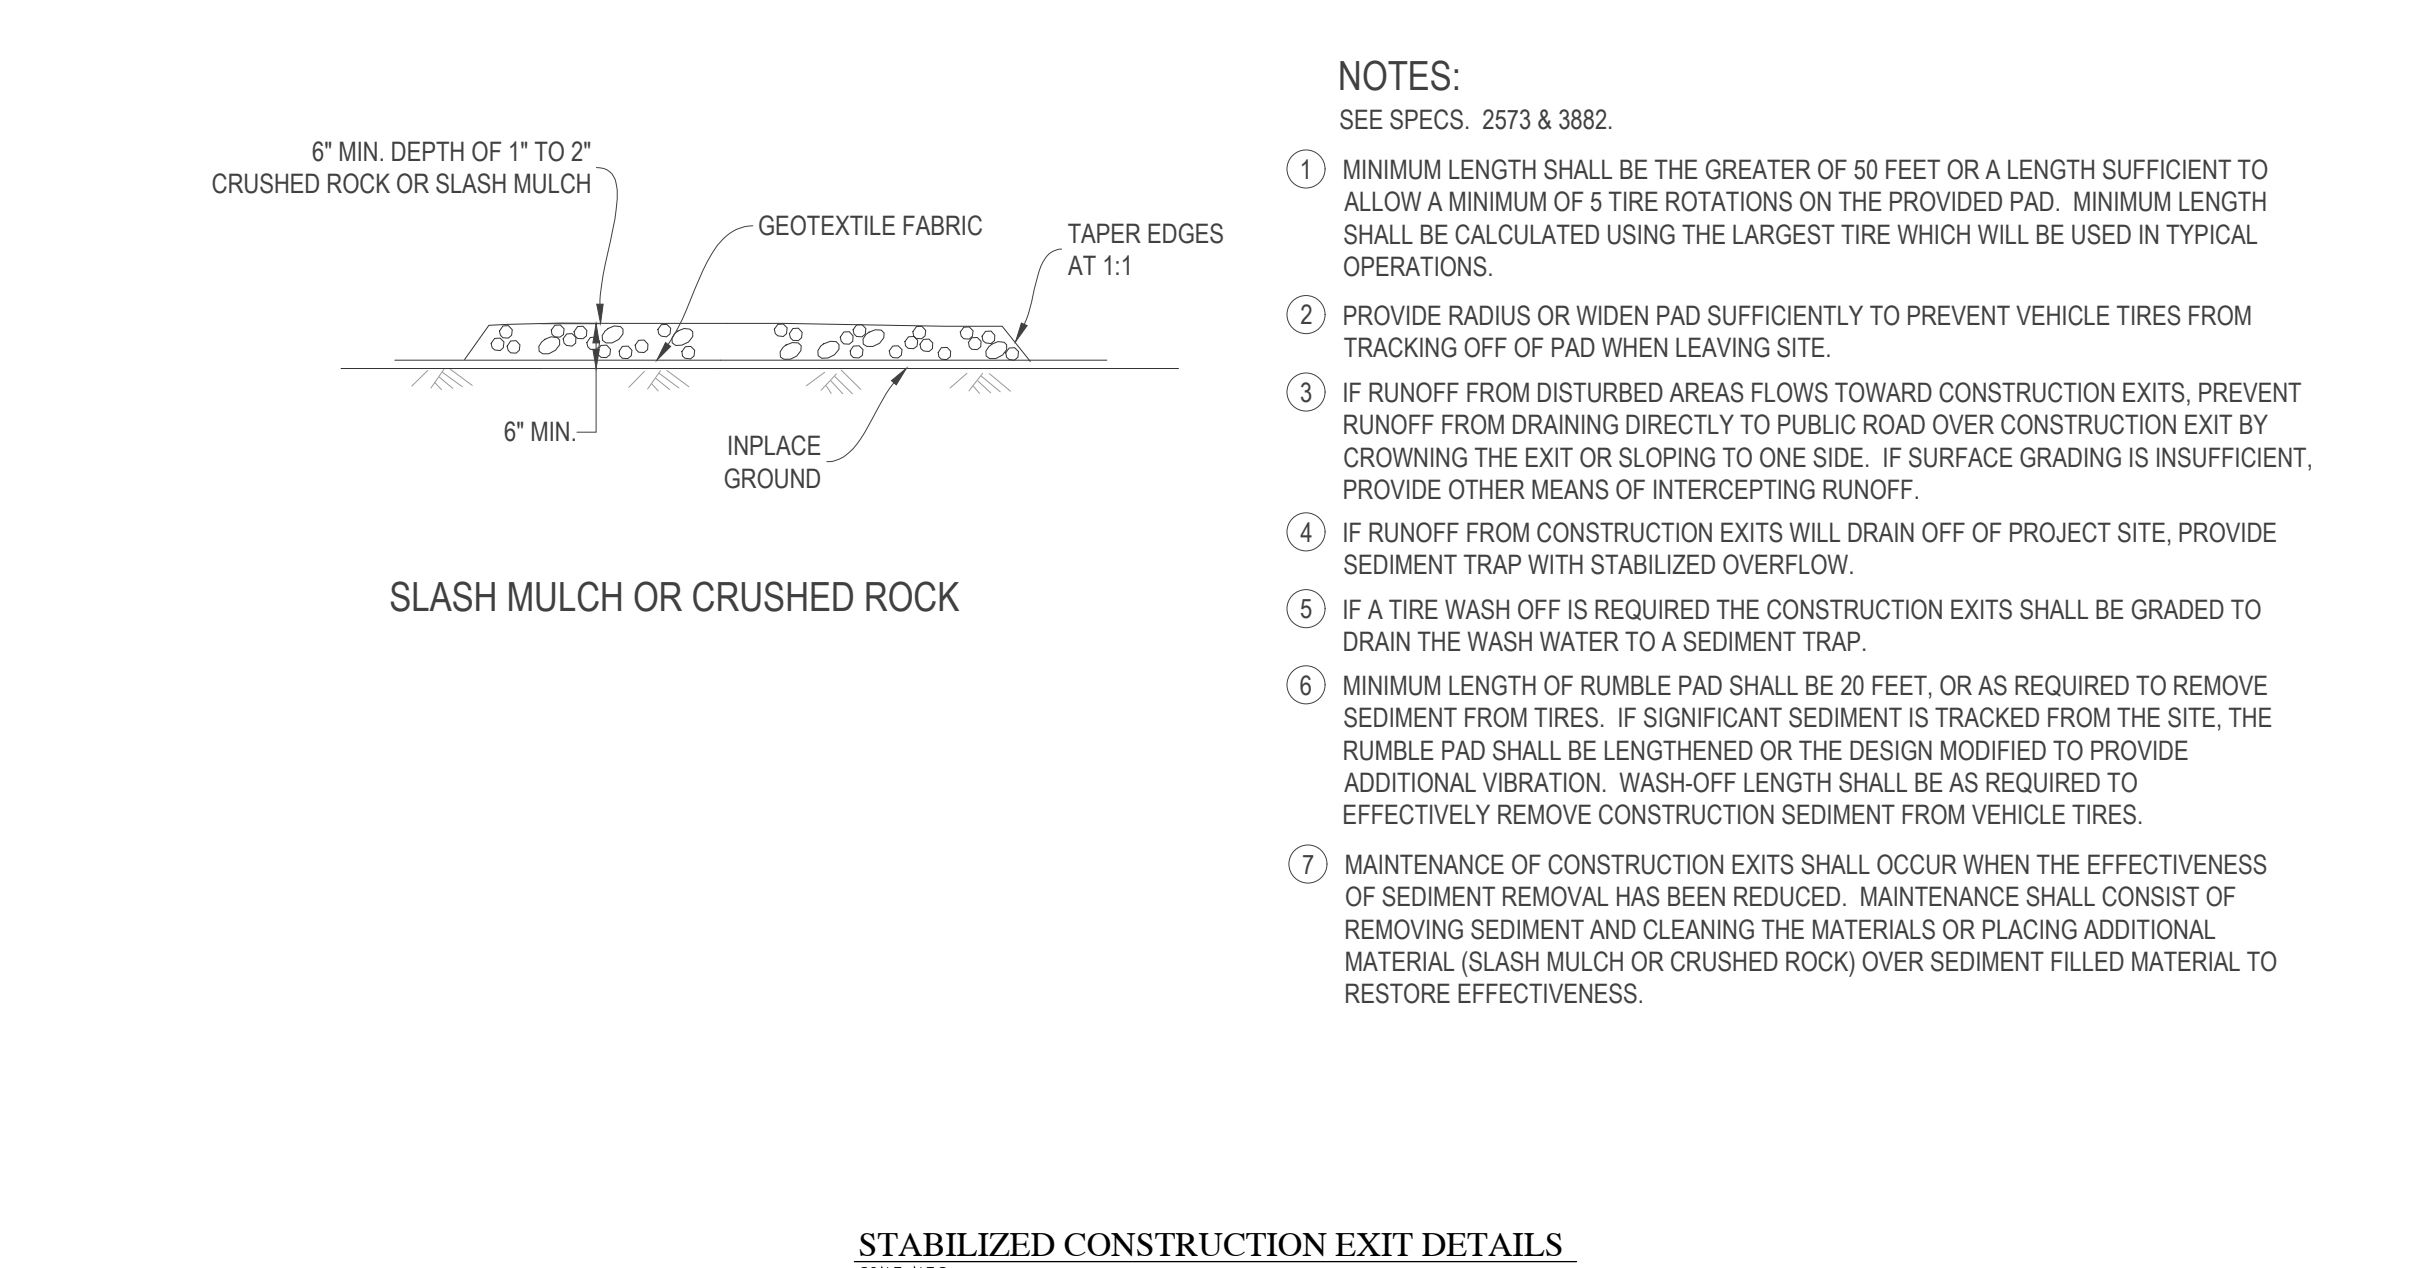 6" MIN. DEPTH OF 1" TO 2"
CRUSHED ROCK OR SLASH MULCH
GEOTEXTILE FABRIC
TAPER EDGES
AT 1:1
6" MIN.
INPLACE
GROUND
SLASH MULCH OR CRUSHED ROCK
NOTES:
SEE SPECS. 2573 & 3882.
1 MINIMUM LENGTH SHALL BE THE GREATER OF 50 FEET OR A LENGTH SUFFICIENT TO
ALLOW A MINIMUM OF 5 TIRE ROTATIONS ON THE PROVIDED PAD. MINIMUM LENGTH
SHALL BE CALCULATED USING THE LARGEST TIRE WHICH WILL BE USED IN TYPICAL
OPERATIONS.
2 PROVIDE RADIUS OR WIDEN PAD SUFFICIENTLY TO PREVENT VEHICLE TIRES FROM
TRACKING OFF OF PAD WHEN LEAVING SITE.
3 IF RUNOFF FROM DISTURBED AREAS FLOWS TOWARD CONSTRUCTION EXITS, PREVENT
RUNOFF FROM DRAINING DIRECTLY TO PUBLIC ROAD OVER CONSTRUCTION EXIT BY
CROWNING THE EXIT OR SLOPING TO ONE SIDE. IF SURFACE GRADING IS INSUFFICIENT,
PROVIDE OTHER MEANS OF INTERCEPTING RUNOFF.
4 IF RUNOFF FROM CONSTRUCTION EXITS WILL DRAIN OFF OF PROJECT SITE, PROVIDE
SEDIMENT TRAP WITH STABILIZED OVERFLOW.
5 IF A TIRE WASH OFF IS REQUIRED THE CONSTRUCTION EXITS SHALL BE GRADED TO
DRAIN THE WASH WATER TO A SEDIMENT TRAP.
6 MINIMUM LENGTH OF RUMBLE PAD SHALL BE 20 FEET, OR AS REQUIRED TO REMOVE
SEDIMENT FROM TIRES. IF SIGNIFICANT SEDIMENT IS TRACKED FROM THE SITE, THE
RUMBLE PAD SHALL BE LENGTHENED OR THE DESIGN MODIFIED TO PROVIDE
ADDITIONAL VIBRATION. WASH-OFF LENGTH SHALL BE AS REQUIRED TO
EFFECTIVELY REMOVE CONSTRUCTION SEDIMENT FROM VEHICLE TIRES.
7 MAINTENANCE OF CONSTRUCTION EXITS SHALL OCCUR WHEN THE EFFECTIVENESS
OF SEDIMENT REMOVAL HAS BEEN REDUCED. MAINTENANCE SHALL CONSIST OF
REMOVING SEDIMENT AND CLEANING THE MATERIALS OR PLACING ADDITIONAL
MATERIAL (SLASH MULCH OR CRUSHED ROCK) OVER SEDIMENT FILLED MATERIAL TO
RESTORE EFFECTIVENESS.
STABILIZED CONSTRUCTION EXIT DETAILS